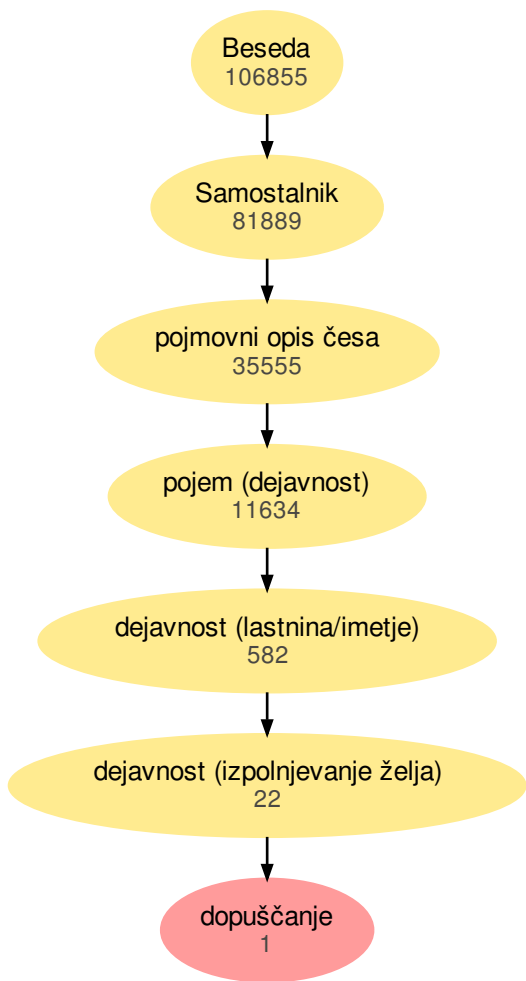 Beseda
106855
Samostalnik
81889
pojmovni opis česa
35555
pojem (dejavnost)
11634
dejavnost (lastnina/imetje)
582
dejavnost (izpolnjevanje želja)
22
dopuščanje
1